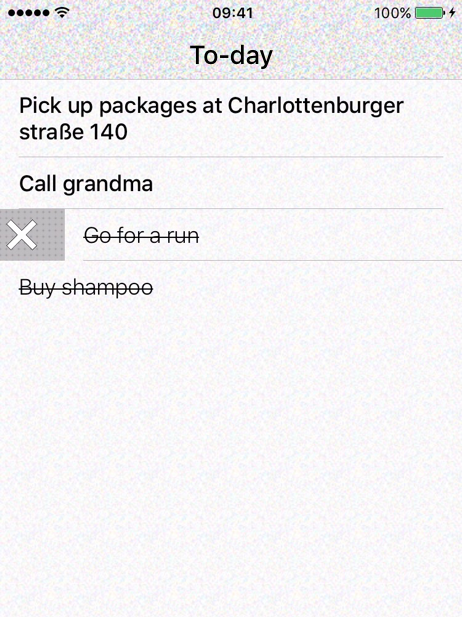 09:41
100%
To-day
Pick up packages at Charlottenburger
straße 140
Call grandma
Go for a run
Buy shampoo